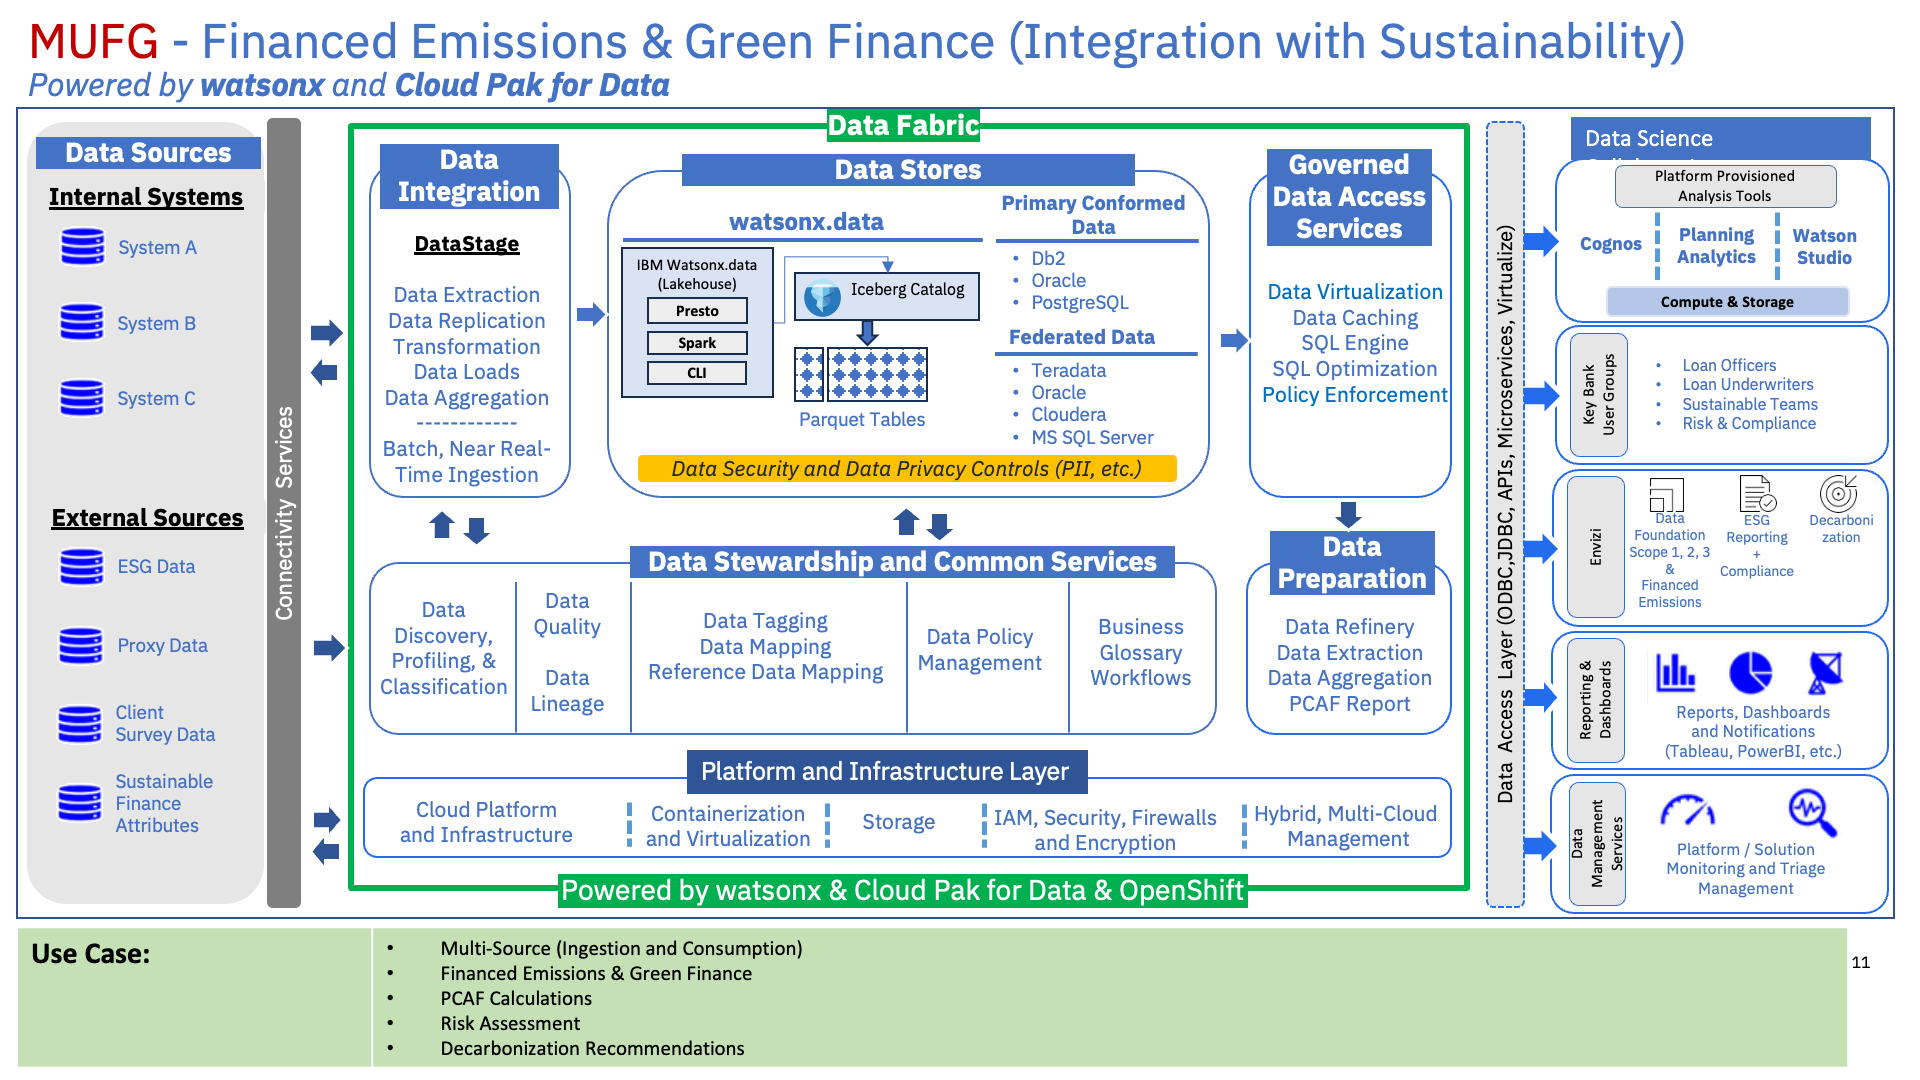 MUFG - Financed Emissions & Green Finance (Integration with Sustainability)
Powered by watsonx and Cloud Pak for Data
Data Sources
Internal Systems
System A
System B
System C
External Sources
ESG Data
Proxy Data
Client
Survey Data
Sustainable
Finance
Attributes
Connectivity Services
Data Fabric
Data
Integration
DataStage
Data Extraction
Data Replication
Transformation
Data Loads
Data Aggregation
------------
Batch, Near Real-
Time Ingestion
Data Stores
watsonx.data
IBM Watsonx.data
(Lakehouse)
Presto
Spark
CLI
Iceberg Catalog
Parquet Tables
Primary Conformed
Data
• Db2
• Oracle
• PostgreSQL
Federated Data
• Teradata
• Oracle
• Cloudera
• MS SQL Server
Data Security and Data Privacy Controls (PII, etc.)
Governed
Data Access
Services
Data Virtualization
Data Caching
SQL Engine
SQL Optimization
Policy Enforcement
Data Stewardship and Common Services
Data
Discovery,
Profiling, &
Classification
Data
Quality
Data
Lineage
Data Tagging
Data Mapping
Reference Data Mapping
Data Policy
Management
Business
Glossary
Workflows
Data
Preparation
Data Refinery
Data Extraction
Data Aggregation
PCAF Report
Platform and Infrastructure Layer
Cloud Platform
and Infrastructure
Containerization
and Virtualization
Storage
IAM, Security, Firewalls
and Encryption
Hybrid, Multi-Cloud
Management
Powered by watsonx & Cloud Pak for Data & OpenShift
Data Access Layer (ODBC,JDBC, APIs, Microservices, Virtualize)
Data Science
Platform Provisioned
Analysis Tools
Cognos
Planning
Analytics
Watson
Studio
Compute & Storage
Key Bank
User Groups
• Loan Officers
• Loan Underwriters
• Sustainable Teams
• Risk & Compliance
Envizi
Data
Foundation
Scope 1, 2, 3
&
Financed
Emissions
ESG
Reporting
+
Compliance
Decarboni
zation
Reporting &
Dashboards
Reports, Dashboards
and Notifications
(Tableau, PowerBI, etc.)
Data
Management
Services
Platform / Solution
Monitoring and Triage
Management
Use Case:
• Multi-Source (Ingestion and Consumption)
• Financed Emissions & Green Finance
• PCAF Calculations
• Risk Assessment
• Decarbonization Recommendations
11